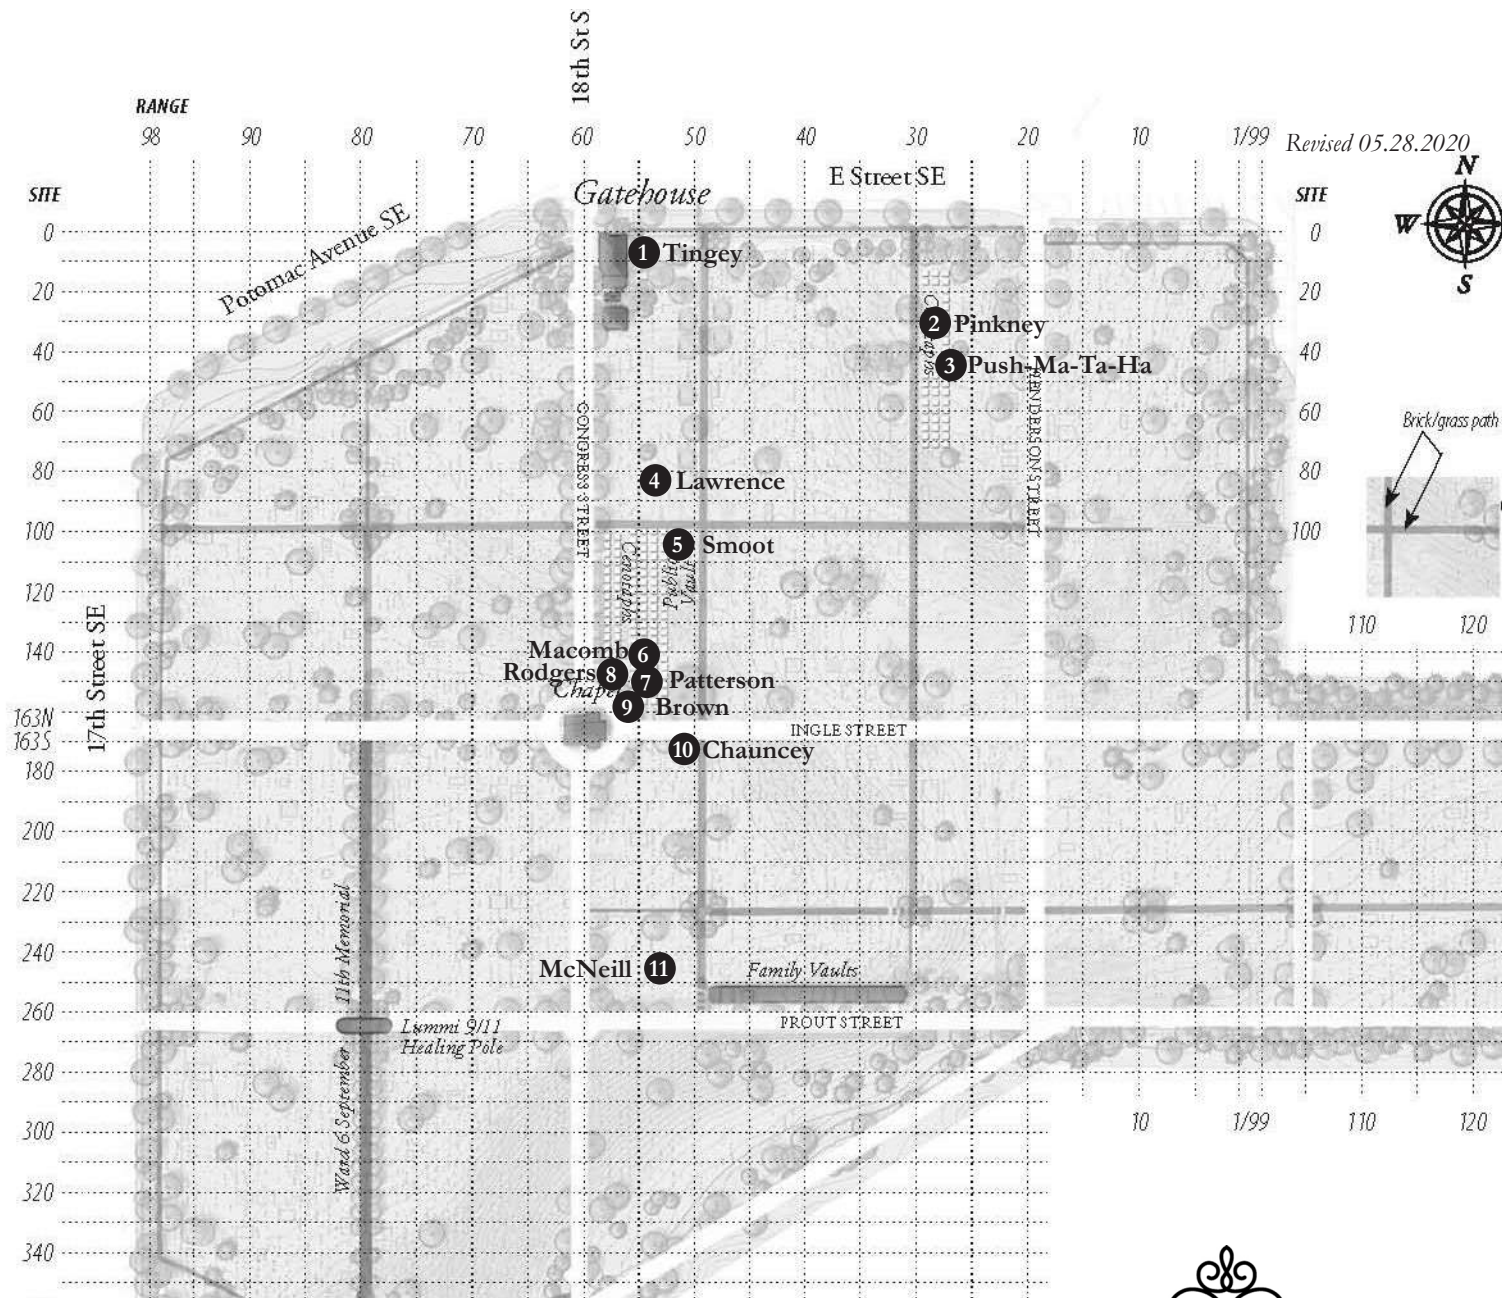 18th St S
RANGE
98 90 80 70 60 50 40 30 20 10 1/99
Revised 05.28.2020
N
W
S
SITE
SITE
E Street SE
Gatehouse
Potomac Avenue SE
0
0
1 Tingey
20
20
2 Pinkney
40
40
3 Push-Ma-Ta-Ha
60
60
CONGRESS STREET
HENDERSON STREET
Brick/grass path
80
80
4 Lawrence
100
100
5 Smoot
Cenotaphs
Public
Vault
120
110 120
17th Street SE
140
Macomb 6
Rodgers 8
7 Patterson
Chapel
9 Brown
163N
163S
INGLE STREET
10 Chauncey
180
200
220
240
McNeill 11
Family Vaults
260
PROUT STREET
Lummi 9/11
Healing Pole
Ward 6 September 11th Memorial
280
300
10 1/99 110 120
320
340